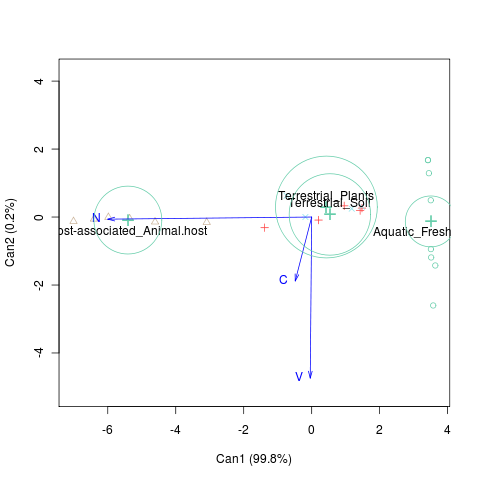 4
2
0
-2
-4
Can2 (0.2%)
Terrestrial_Plants
Terrestrial_Soil
N
ost-associated_Animal.host
Aquatic_Fresh
C
V
-6
-4
-2
0
2
4
Can1 (99.8%)